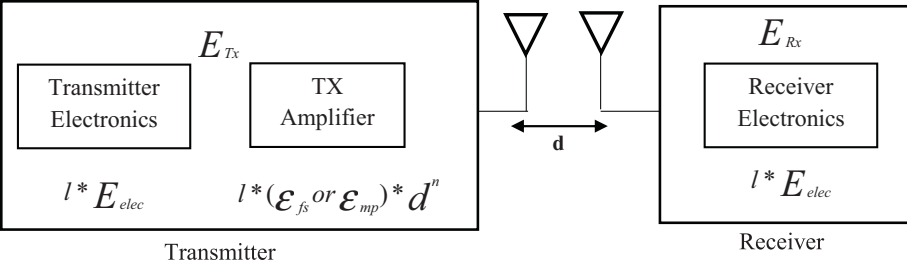 E_Tx
Transmitter
Electronics
TX
Amplifier
l * E_elec
l * (ε_fs or ε_mp) * d^n
Transmitter
d
E_Rx
Receiver
Electronics
l * E_elec
Receiver